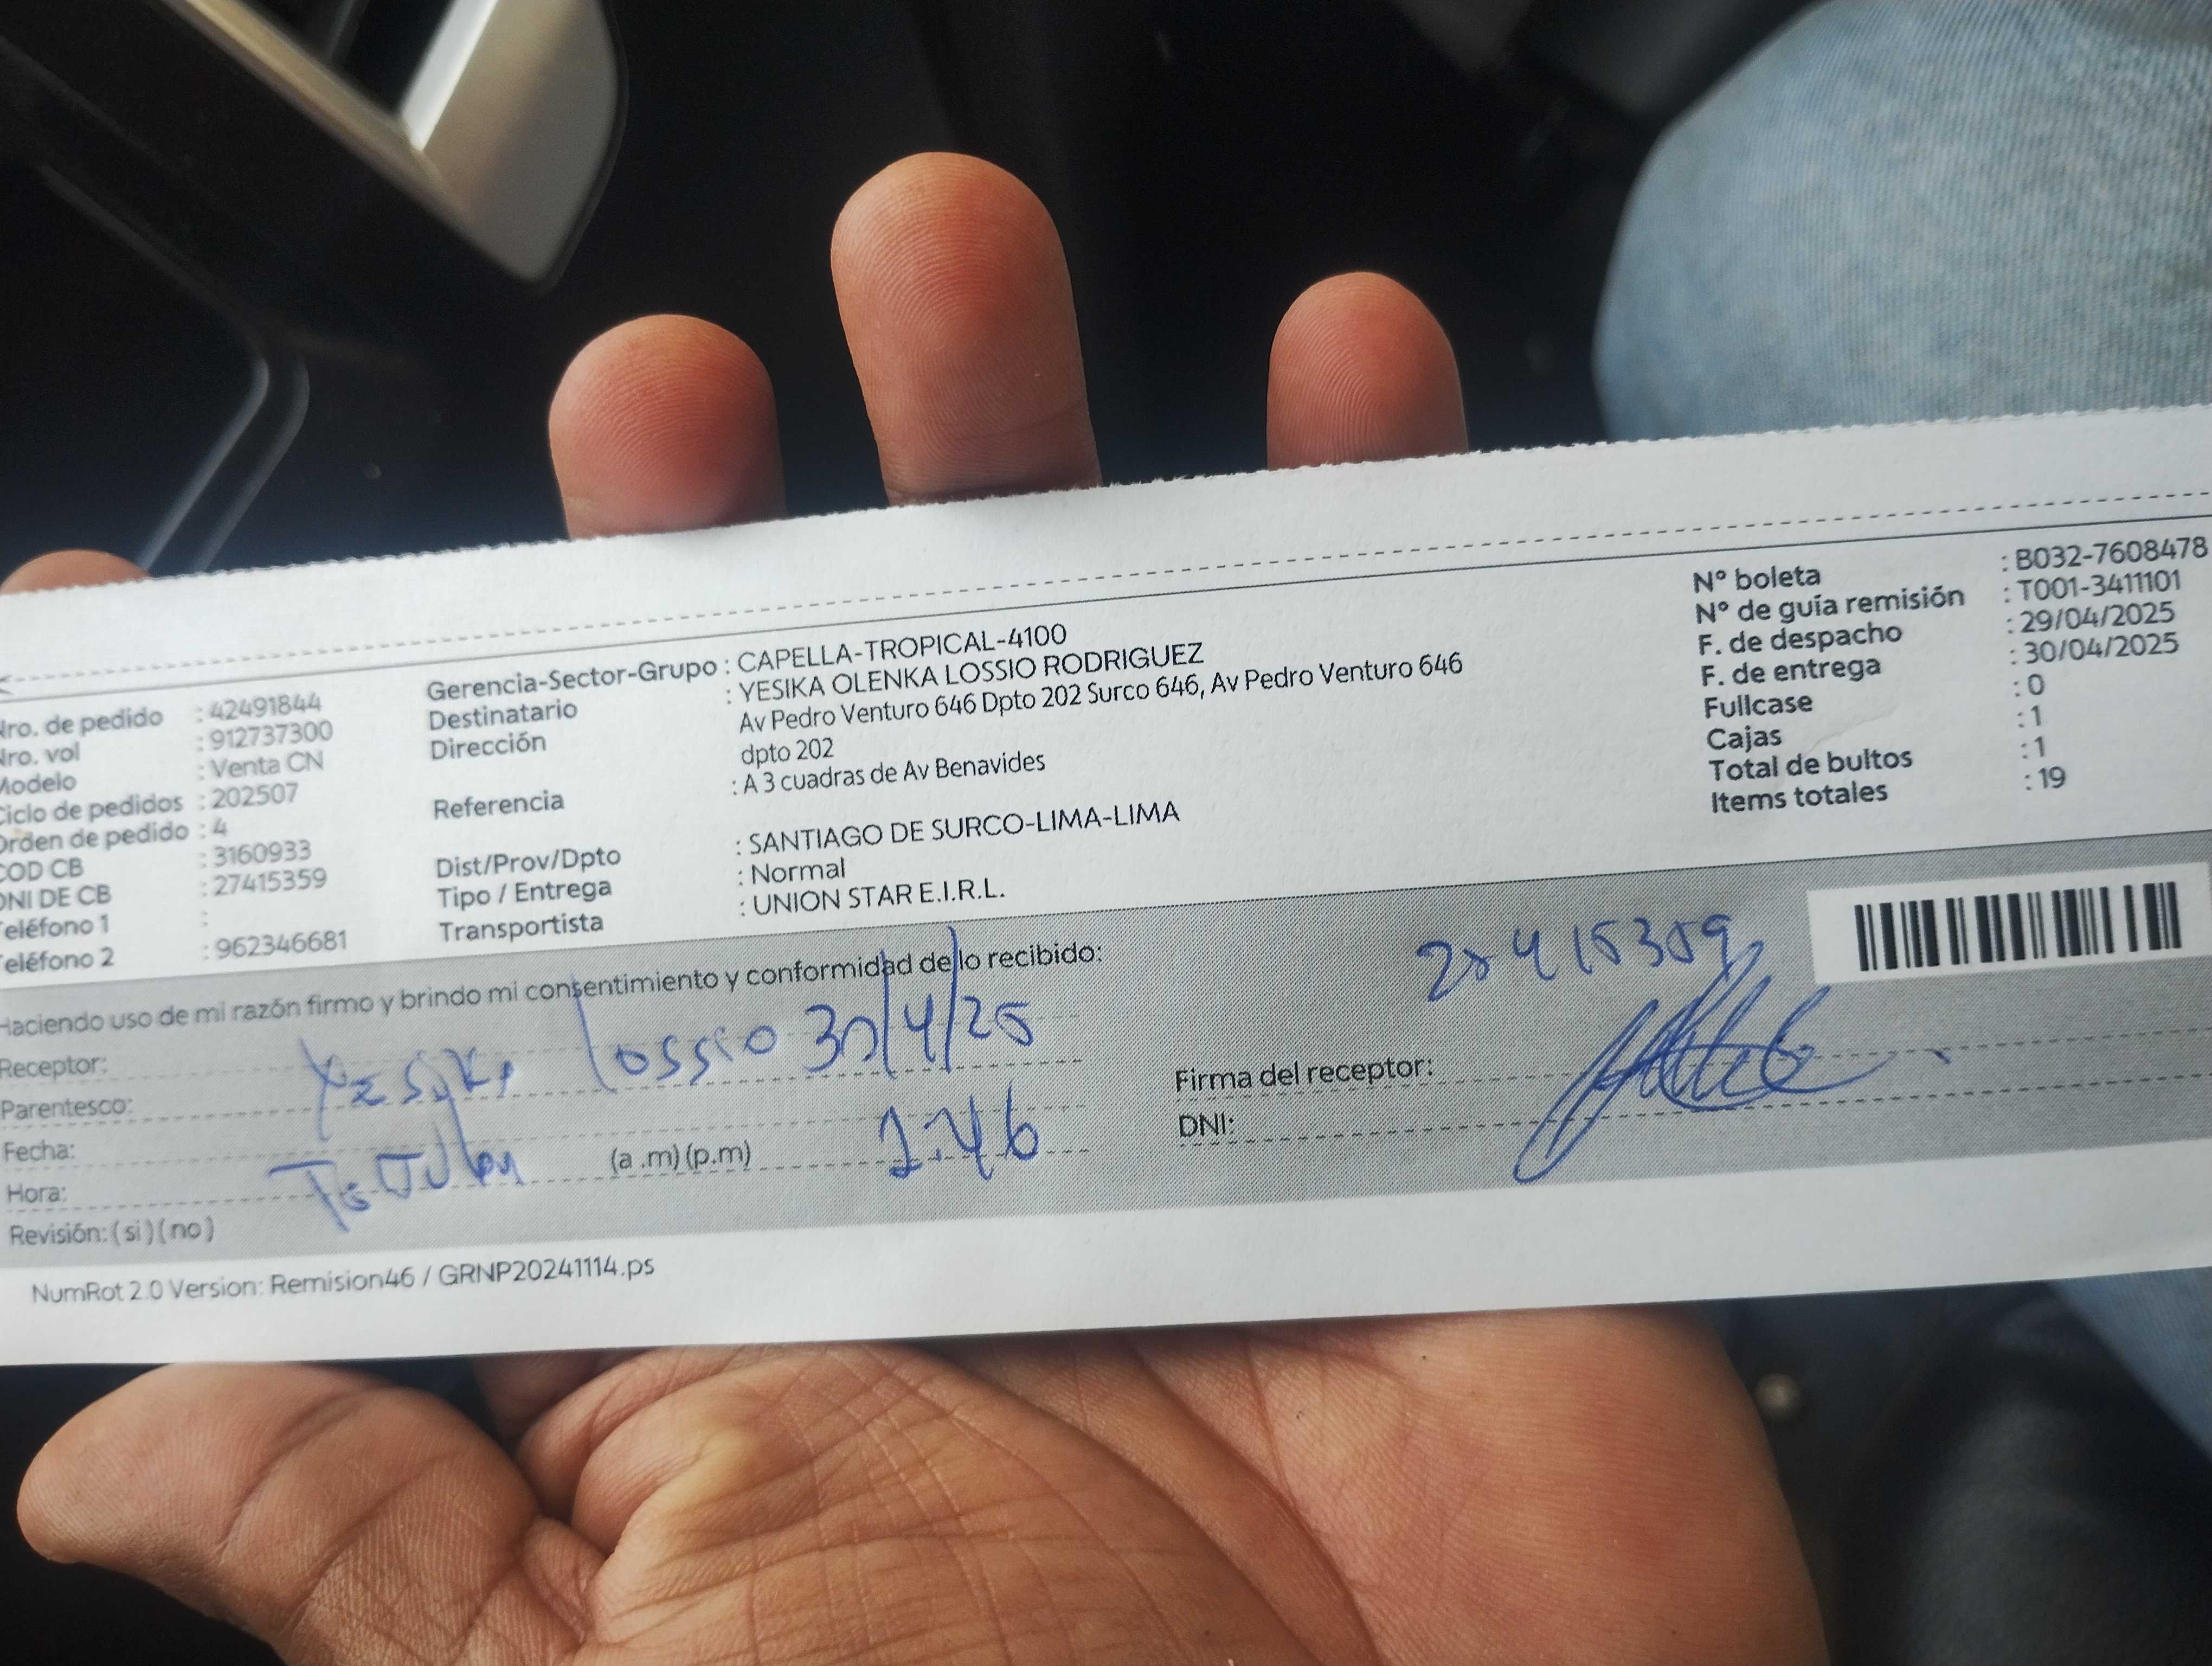 Nro. de pedido : 42491844
Nro. vol : 912737300
Modelo : Venta CN
Ciclo de pedidos : 202507
Orden de pedido : 4
COD CB : 3160933
DNI DE CB : 27415359
Teléfono 1 :
Teléfono 2 : 962346681
Gerencia-Sector-Grupo : CAPELLA-TROPICAL-4100
Destinatario : YESIKA OLENKA LOSSIO RODRIGUEZ
Dirección Av Pedro Venturo 646 Dpto 202 Surco 646, Av Pedro Venturo 646
dpto 202
Referencia : A 3 cuadras de Av Benavides
Dist/Prov/Dpto : SANTIAGO DE SURCO-LIMA-LIMA
Tipo / Entrega : Normal
Transportista : UNION STAR E.I.R.L.
N° boleta : B032-7608478
N° de guía remisión : T001-3411101
F. de despacho : 29/04/2025
F. de entrega : 30/04/2025
Fullcase : 0
Cajas : 1
Total de bultos : 1
Items totales : 19
Haciendo uso de mi razón firmo y brindo mi consentimiento y conformidad de lo recibido:
Receptor: Yesika Lossio 30/4/25
Parentesco:
Fecha: Titular
Hora: (a .m) (p.m) 1:46
Revisión: ( si ) ( no )
Firma del receptor:
DNI:
NumRot 2.0 Version: Remision46 / GRNP20241114.ps